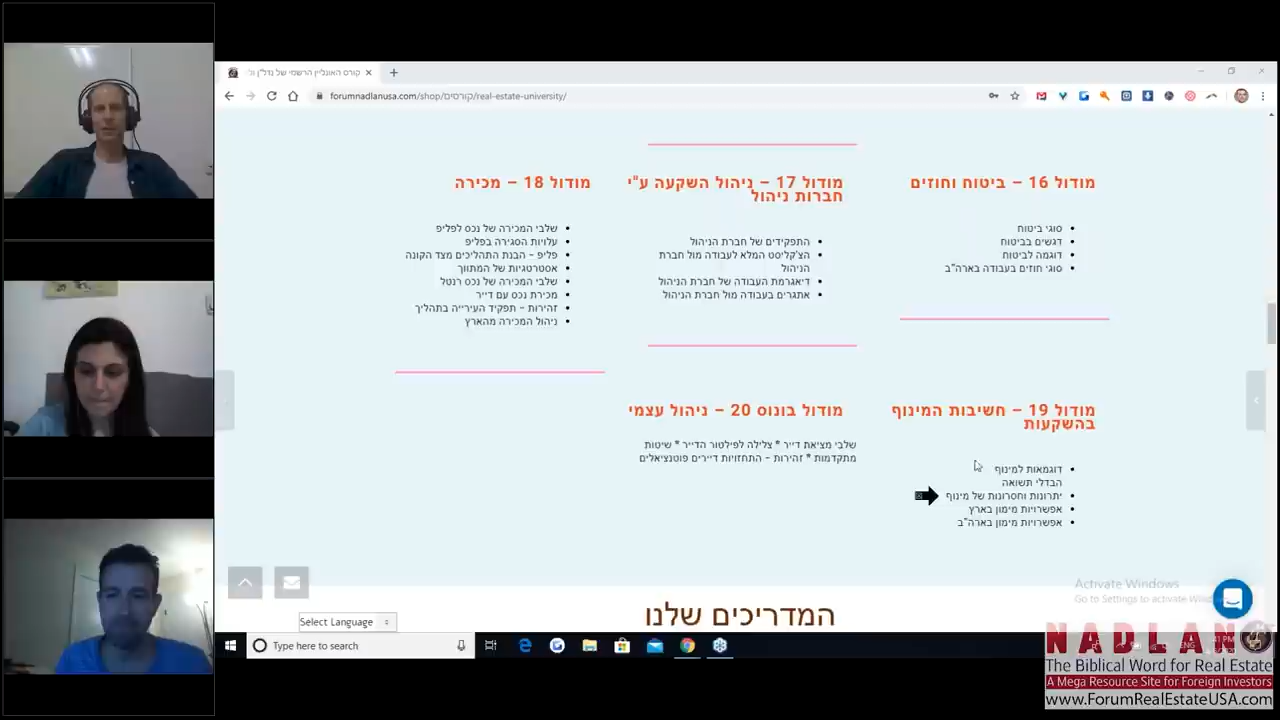 קורס האונליין הרשמי של נדל"ן
forumnadlanusa.com/shop/קורסים/real-estate-university/
מודול 16 – ביטוח וחוזים
סוגי ביטוח
דגשים בביטוח
דוגמה לביטוח
סוגי חוזים בעבודה בארה"ב
מודול 17 – ניהול השקעה ע"י
חברות ניהול
התפקידים של חברת הניהול
הצ'קליסט המלא לעבודה מול חברת
הניהול
דיאגרמת העבודה של חברת הניהול
אתגרים בעבודה מול חברת הניהול
מודול 18 – מכירה
שלבי המכירה של נכס לפליפ
עלויות הסגירה בפליפ
פליפ – הבנת התהליכים מצד הקונה
אסטרטגיות של המתווך
שלבי המכירה של נכס רנטל
מכירת נכס עם דייר
זהירות – תפקיד העירייה בתהליך
ניהול המכירה מהארץ
מודול 19 – חשיבות המינוף
בהשקעות
דוגמאות למינוף
הבדלי תשואה
יתרונות וחסרונות של מינוף
אפשרויות מימון בארץ
אפשרויות מימון בארה"ב
מודול בונוס 20 – ניהול עצמי
שלבי מציאת דייר * צלילה לפילטור הדייר * שיטות
מתקדמות * זהירות – התחזויות דיירים פוטנציאלים
המדריכים שלנו
Select Language
Activate Windows
Go to Settings to activate
Type here to search
NADLAN
The Biblical Word for Real Estate
A Mega Resource Site for Foreign Investors
www.ForumRealEstateUSA.com